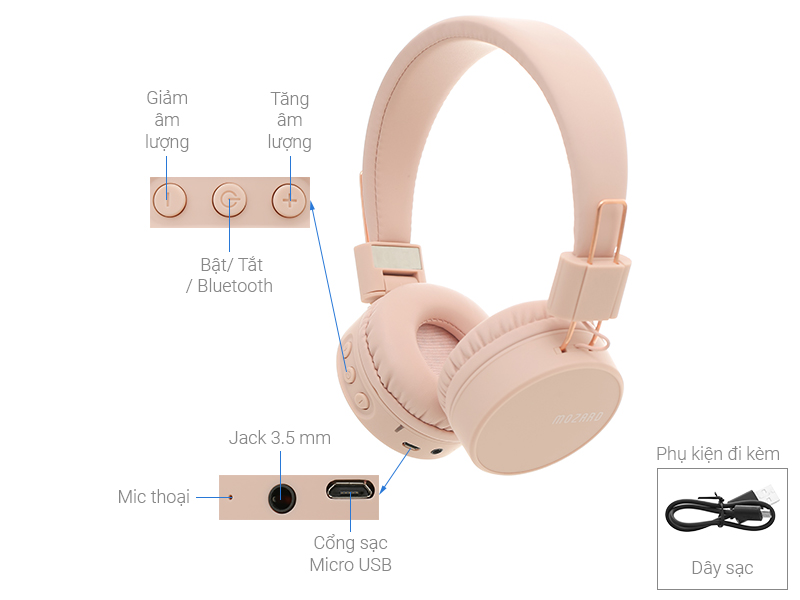 Giảm
âm
lượng
Tăng
âm
lượng
Bật/ Tắt
/ Bluetooth
MOZARD
Jack 3.5 mm
Mic thoại
Cổng sạc
Micro USB
Phụ kiện đi kèm
Dây sạc